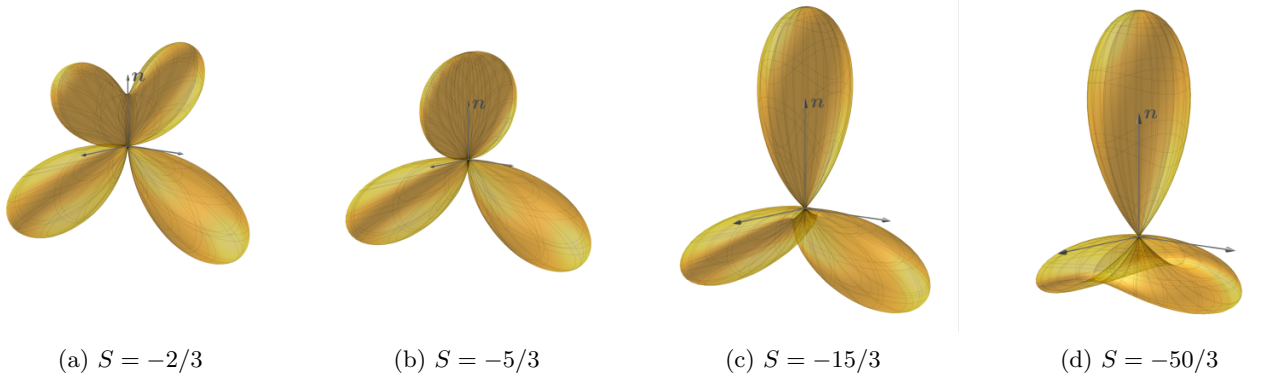 n
n
n
n
(a) S = −2/3
(b) S = −5/3
(c) S = −15/3
(d) S = −50/3